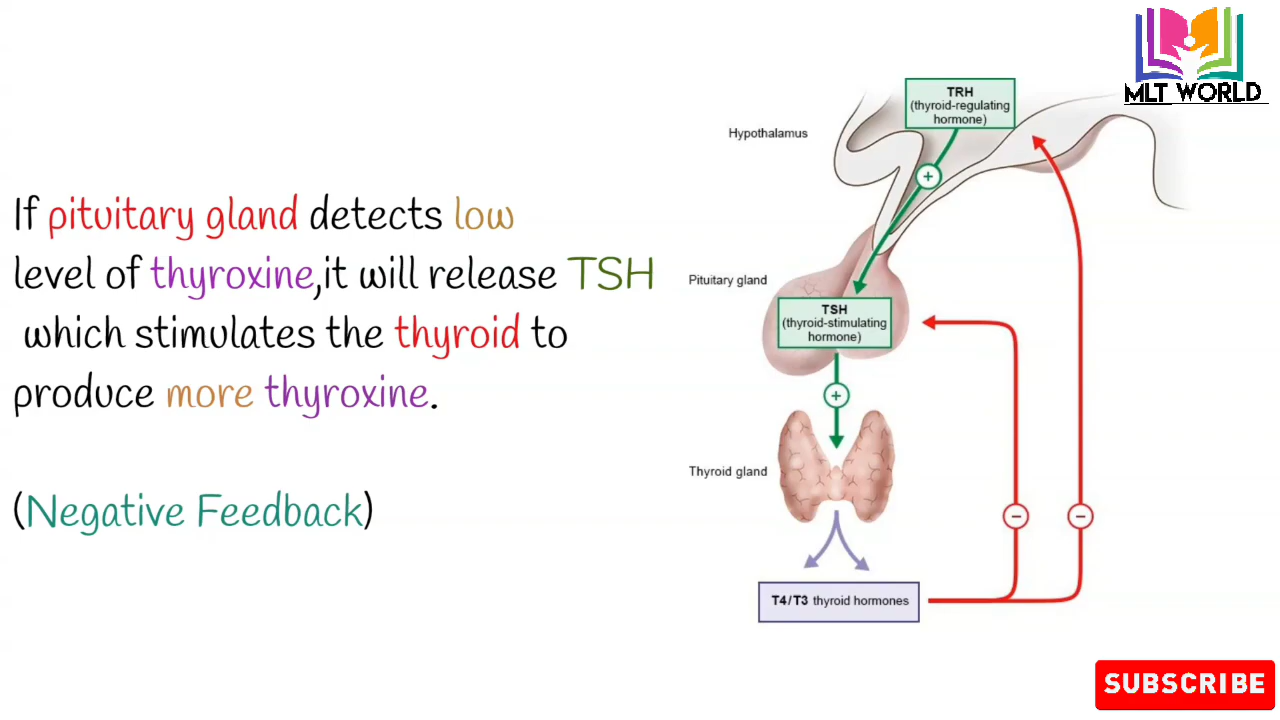 MLT WORLD
If pituitary gland detects low
level of thyroxine,it will release TSH
which stimulates the thyroid to
produce more thyroxine.
(Negative Feedback)
TRH
(thyroid-regulating
hormone)
Hypothalamus
+
Pituitary gland
TSH
(thyroid-stimulating
hormone)
+
Thyroid gland
−
−
T4/T3 thyroid hormones
SUBSCRIBE